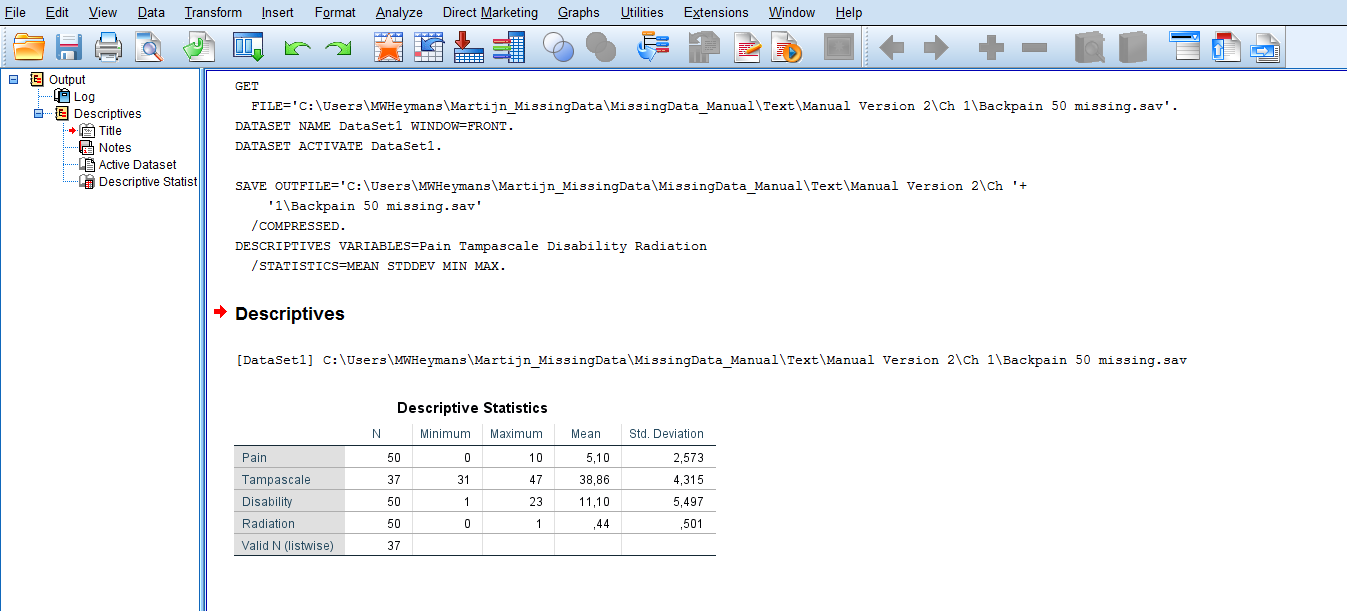 File Edit View Data Transform Insert Format Analyze Direct Marketing Graphs Utilities Extensions Window Help
Output
Log
Descriptives
Title
Notes
Active Dataset
Descriptive Statist
GET
FILE='C:\Users\MWHeymans\Martijn_MissingData\MissingData_Manual\Text\Manual Version 2\Ch 1\Backpain 50 missing.sav'.
DATASET NAME DataSet1 WINDOW=FRONT.
DATASET ACTIVATE DataSet1.
SAVE OUTFILE='C:\Users\MWHeymans\Martijn_MissingData\MissingData_Manual\Text\Manual Version 2\Ch '+
'1\Backpain 50 missing.sav'
/COMPRESSED.
DESCRIPTIVES VARIABLES=Pain Tampascale Disability Radiation
/STATISTICS=MEAN STDDEV MIN MAX.
Descriptives
[DataSet1] C:\Users\MWHeymans\Martijn_MissingData\MissingData_Manual\Text\Manual Version 2\Ch 1\Backpain 50 missing.sav
Descriptive Statistics
N Minimum Maximum Mean Std. Deviation
Pain 50 0 10 5,10 2,573
Tampascale 37 31 47 38,86 4,315
Disability 50 1 23 11,10 5,497
Radiation 50 0 1 ,44 ,501
Valid N (listwise) 37